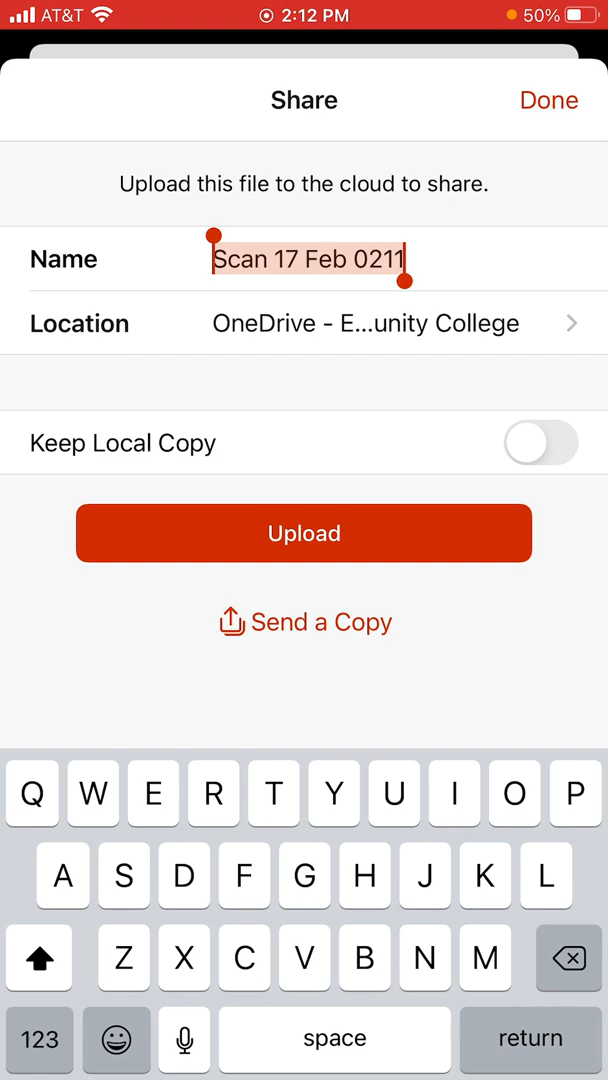 AT&T 2:12 PM 50%
Share Done
Upload this file to the cloud to share.
Name Scan 17 Feb 0211
Location OneDrive - E...unity College
Keep Local Copy
Upload
Send a Copy
Q W E R T Y U I O P
A S D F G H J K L
Z X C V B N M
123 space return